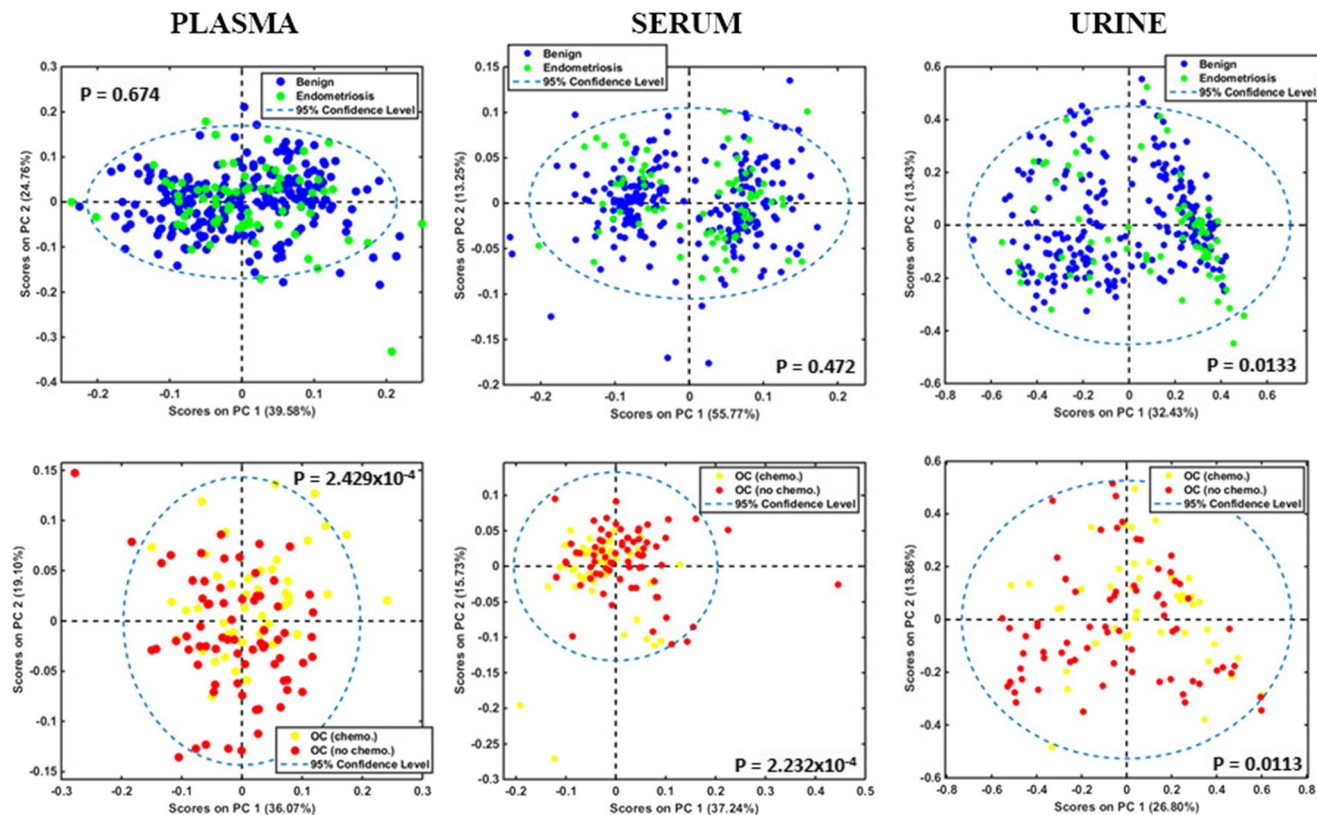 PLASMA
SERUM
URINE
Benign
Endometriosis
95% Confidence Level
P = 0.674
Scores on PC 2 (24.76%)
0.3
0.2
0.1
0
-0.1
-0.2
-0.3
-0.4
-0.2
-0.1
0
0.1
0.2
Scores on PC 1 (39.58%)
Benign
Endometriosis
95% Confidence Level
Scores on PC 2 (13.25%)
0.15
0.1
0.05
0
-0.05
-0.1
-0.15
-0.2
P = 0.472
-0.2
-0.1
0
0.1
0.2
Scores on PC 1 (55.77%)
Benign
Endometriosis
95% Confidence Level
Scores on PC 2 (13.43%)
0.6
0.4
0.2
0
-0.2
-0.4
-0.6
P = 0.0133
-0.8
-0.6
-0.4
-0.2
0
0.2
0.4
0.6
Scores on PC 1 (32.43%)
P = 2.429x10-4
Scores on PC 2 (19.10%)
0.15
0.1
0.05
0
-0.05
-0.1
-0.15
OC (chemo.)
OC (no chemo.)
95% Confidence Level
-0.3
-0.2
-0.1
0
0.1
0.2
0.3
Scores on PC 1 (36.07%)
OC (chemo.)
OC (no chemo.)
95% Confidence Level
Scores on PC 2 (15.73%)
0.1
0.05
0
-0.05
-0.1
-0.15
-0.2
-0.25
-0.3
P = 2.232x10-4
-0.2
-0.1
0
0.1
0.2
0.3
0.4
0.5
Scores on PC 1 (37.24%)
OC (chemo.)
OC (no chemo.)
95% Confidence Level
Scores on PC 2 (13.86%)
0.6
0.4
0.2
0
-0.2
-0.4
-0.6
P = 0.0113
-0.8
-0.6
-0.4
-0.2
0
0.2
0.4
0.6
0.8
Scores on PC 1 (26.80%)